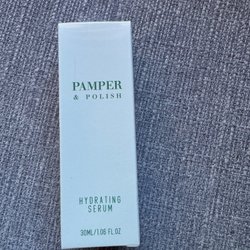 PAMPER
& POLISH
HYDRATING
SERUM
30ML/1.06 FL.OZ